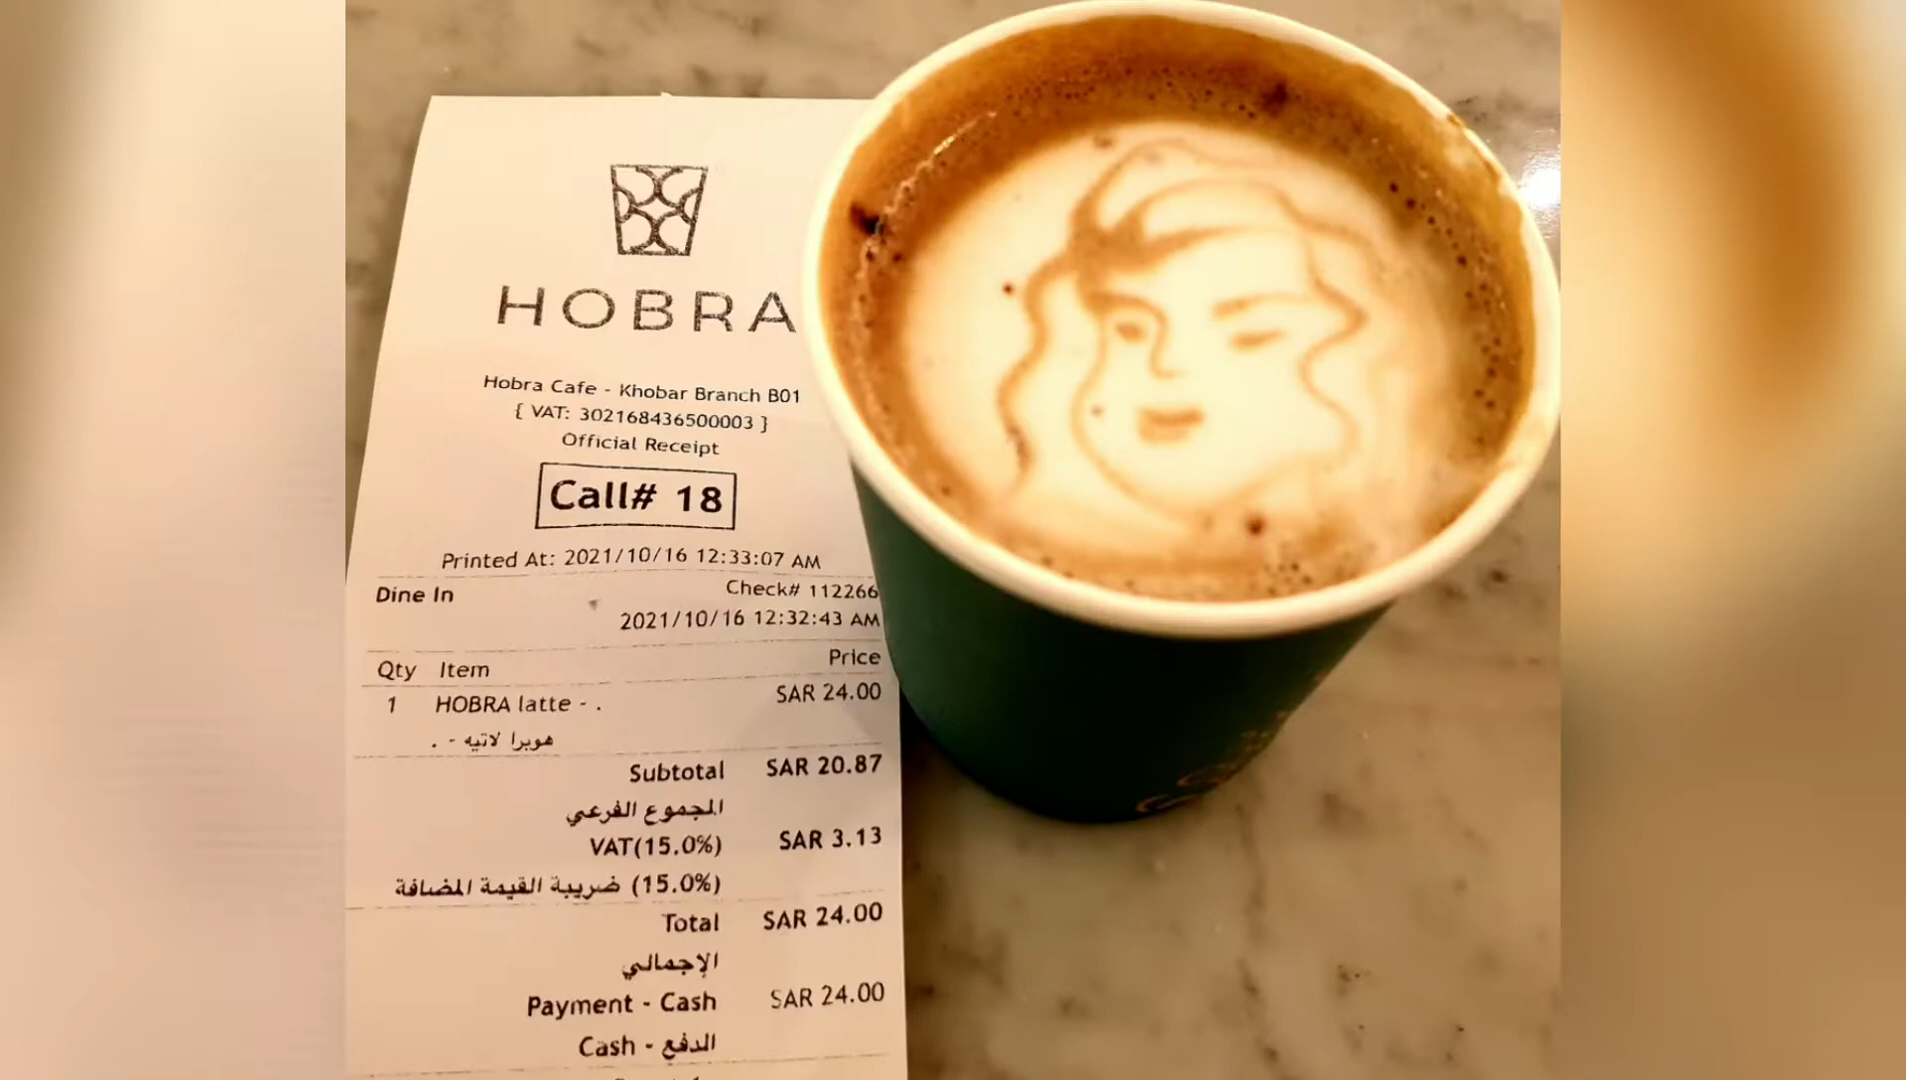 HOBRA
Hobra Cafe - Khobar Branch B01
{ VAT: 302168436500003 }
Official Receipt
Call# 18
Printed At: 2021/10/16 12:33:07 AM
Dine In Check# 112266
2021/10/16 12:32:43 AM
Qty Item Price
1 HOBRA latte - . SAR 24.00
هوبرا لاتيه - .
Subtotal SAR 20.87
المجموع الفرعي
VAT(15.0%) SAR 3.13
ضريبة القيمة المضافة (15.0%)
Total SAR 24.00
الإجمالي
Payment - Cash SAR 24.00
الدفع - Cash